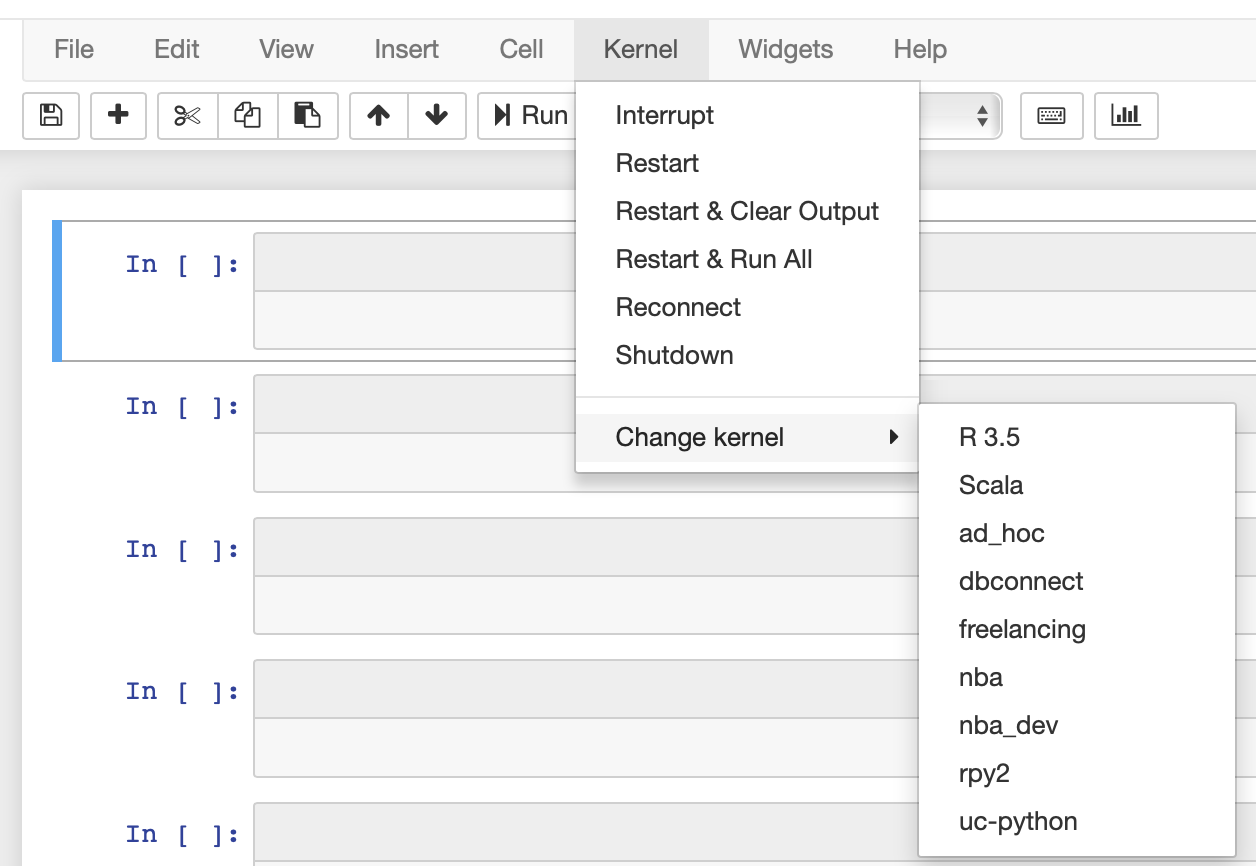 File Edit View Insert Cell Kernel Widgets Help
Run
Interrupt
Restart
Restart & Clear Output
Restart & Run All
Reconnect
Shutdown
Change kernel
R 3.5
Scala
ad_hoc
dbconnect
freelancing
nba
nba_dev
rpy2
uc-python
In [ ]:
In [ ]:
In [ ]:
In [ ]:
In [ ]: